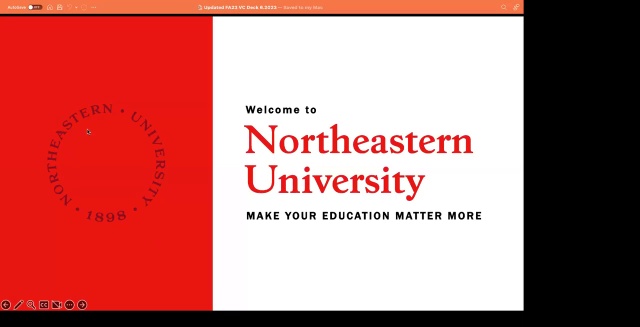 AutoSave OFF
Updated FA23 VC Deck 8.2023 — Saved to my Mac
NORTHEASTERN • UNIVERSITY • 1898 •
Welcome to
Northeastern
University
MAKE YOUR EDUCATION MATTER MORE